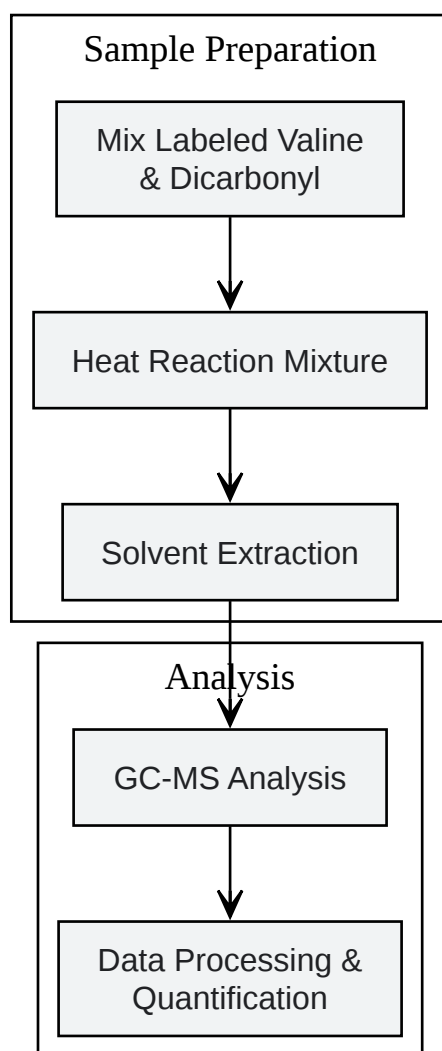 Sample Preparation
Mix Labeled Valine
& Dicarbonyl
Heat Reaction Mixture
Solvent Extraction
Analysis
GC-MS Analysis
Data Processing &
Quantification